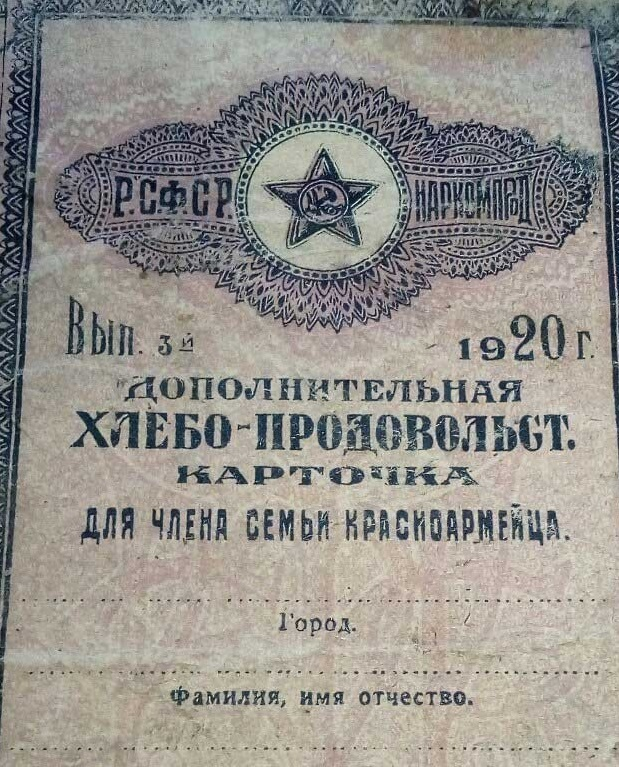 Р.С.Ф.С.Р. НАРКОМПРОД
Вып. 3й 1920 г.
ДОПОЛНИТЕЛЬНАЯ
ХЛЕБО-ПРОДОВОЛЬСТ.
КАРТОЧКА
ДЛЯ ЧЛЕНА СЕМЬИ КРАСНОАРМЕЙЦА.
Город.
Фамилия, имя отчество.